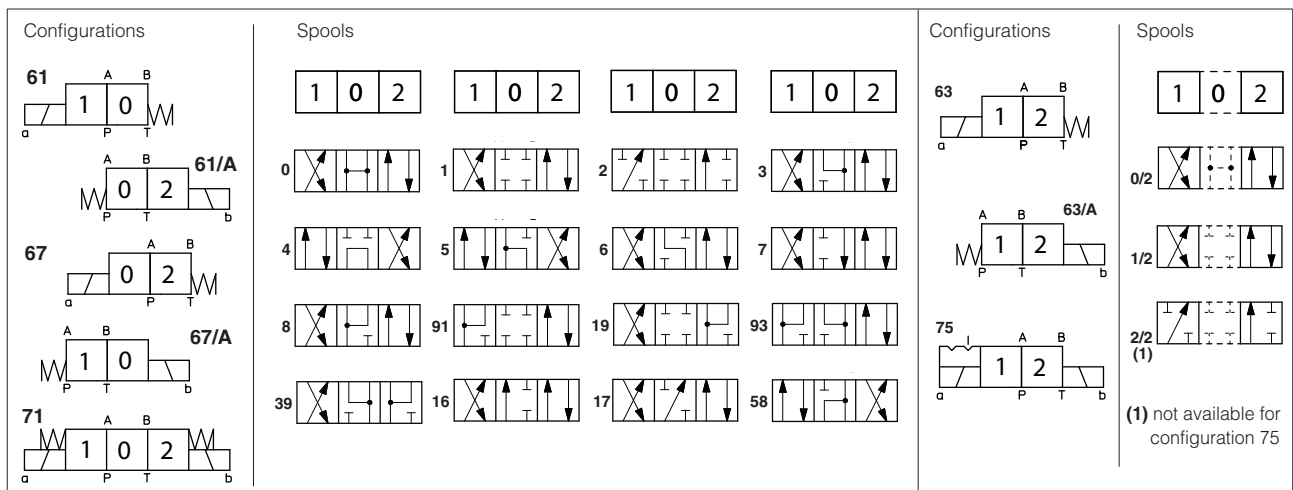 Configurations
Spools
Configurations
Spools
61
A B
1 0
a P T
61/A
A B
0 2
P T b
67
A B
0 2
a P T
67/A
A B
1 0
P T b
71
A B
1 0 2
a P T b
1 0 2
1 0 2
1 0 2
1 0 2
0
1
2
3
4
5
6
7
8
91
19
93
39
16
17
58
63
A B
1 2
a P T
63/A
A B
1 2
P T b
75
A B
1 2
a P T b
1 0 2
0/2
1/2
2/2
(1)
(1) not available for
configuration 75